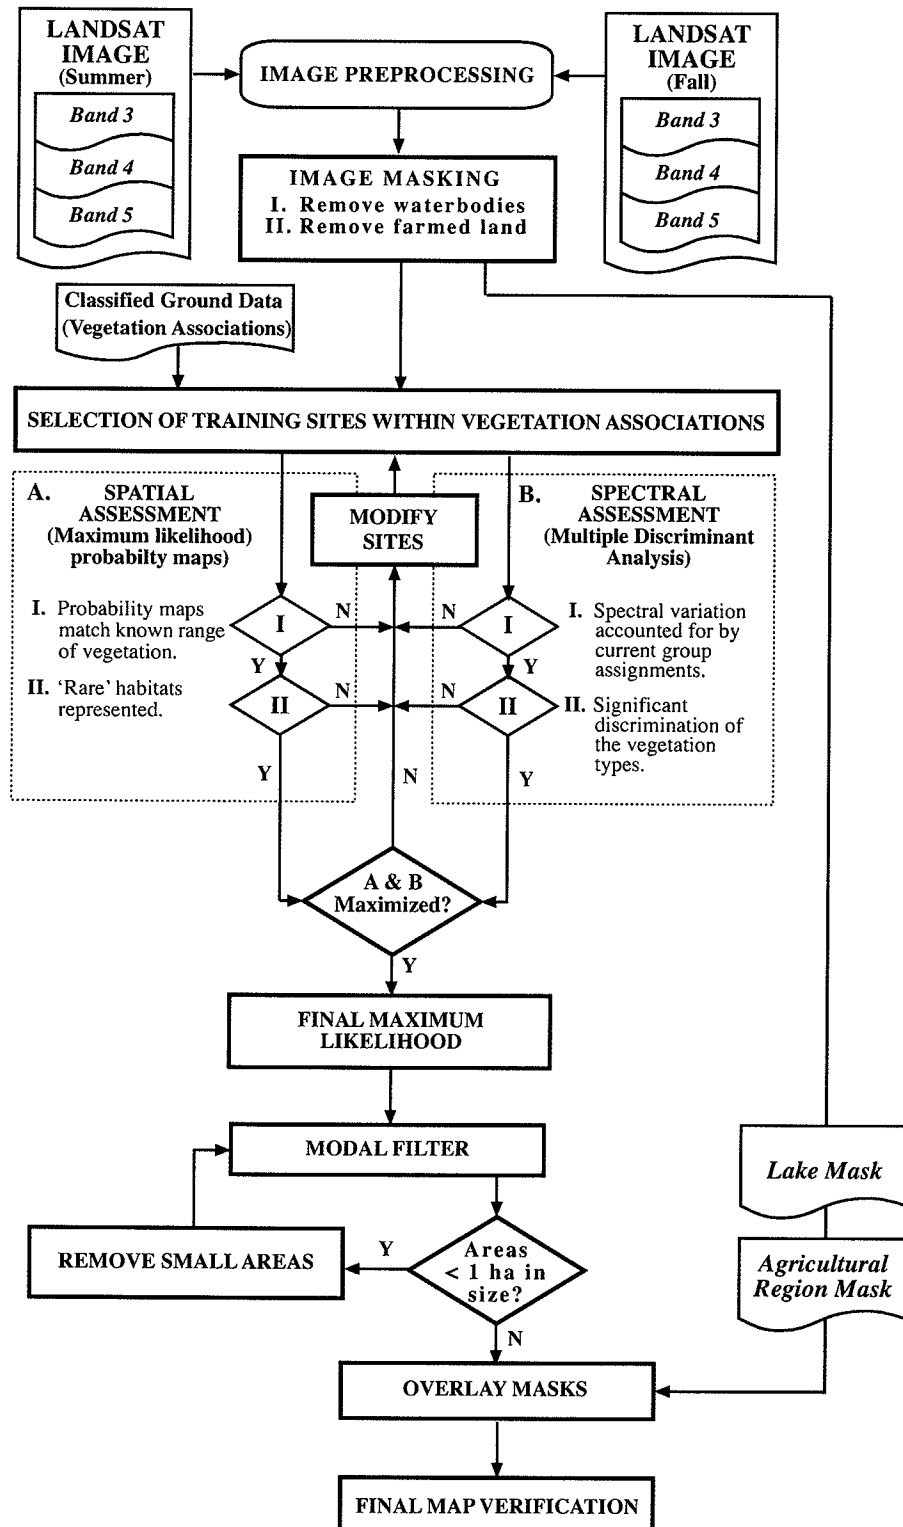 LANDSAT
IMAGE
(Summer)
Band 3
Band 4
Band 5
IMAGE PREPROCESSING
LANDSAT
IMAGE
(Fall)
Band 3
Band 4
Band 5
IMAGE MASKING
I. Remove waterbodies
II. Remove farmed land
Classified Ground Data
(Vegetation Associations)
SELECTION OF TRAINING SITES WITHIN VEGETATION ASSOCIATIONS
A. SPATIAL
ASSESSMENT
(Maximum likelihood)
probabilty maps)
MODIFY
SITES
B. SPECTRAL
ASSESSMENT
(Multiple Discriminant
Analysis)
I. Probability maps
match known range
of vegetation.
II. 'Rare' habitats
represented.
I
N
Y
II
N
Y
N
I
N
Y
II
N
Y
I. Spectral variation
accounted for by
current group
assignments.
II. Significant
discrimination of
the vegetation
types.
A & B
Maximized?
Y
FINAL MAXIMUM
LIKELIHOOD
MODAL FILTER
REMOVE SMALL AREAS
Y
Areas
< 1 ha in
size?
N
Lake Mask
Agricultural
Region Mask
OVERLAY MASKS
FINAL MAP VERIFICATION